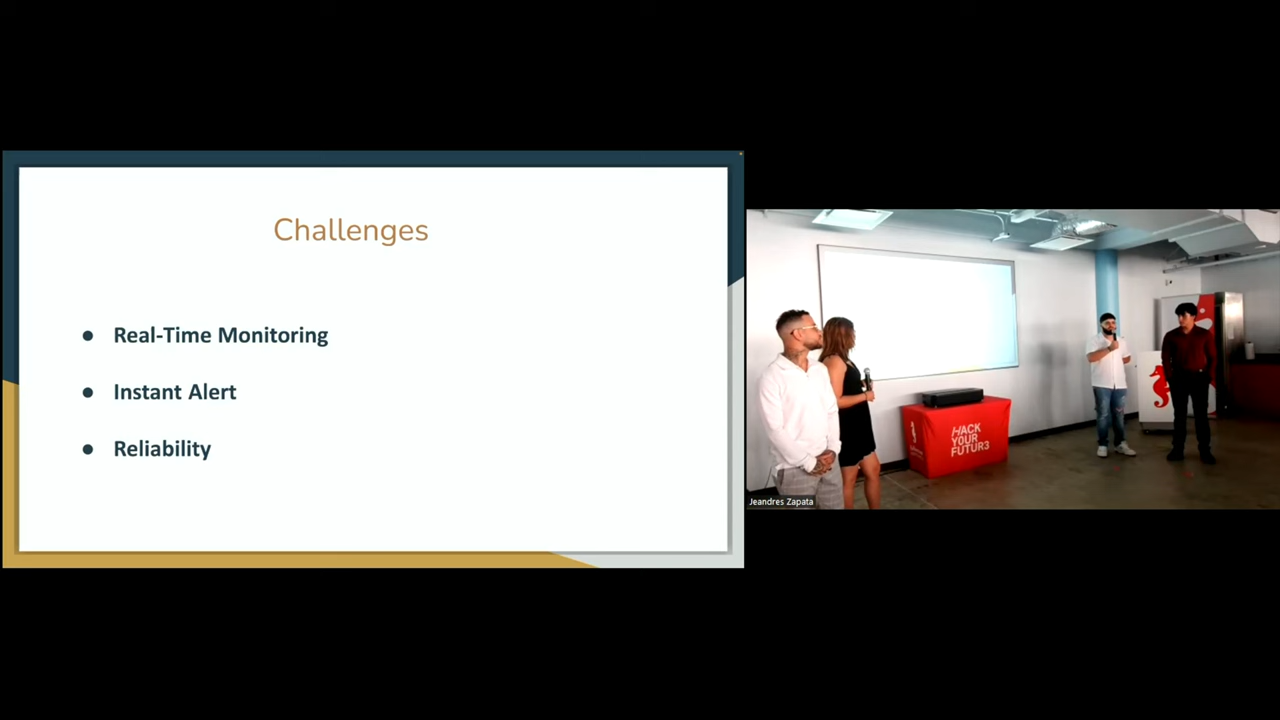 Challenges
● Real-Time Monitoring
● Instant Alert
● Reliability
HACK
YOUR
FUTUR3
Jeandres Zapata